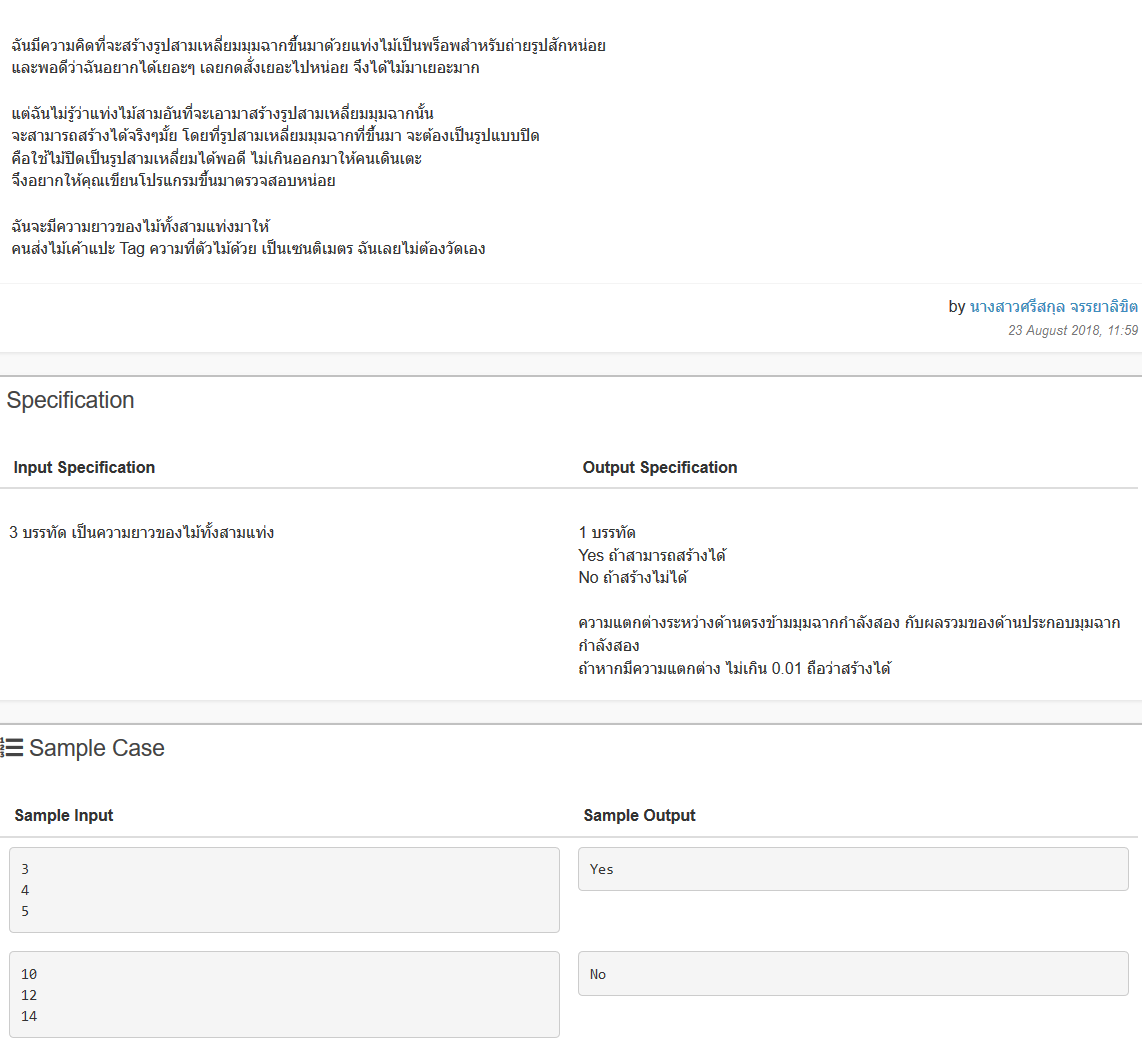 ฉันมีความคิดที่จะสร้างรูปสามเหลี่ยมมุมฉากขึ้นมาด้วยแท่งไม้เป็นพร็อพสำหรับถ่ายรูปสักหน่อย
และพอดีว่าฉันอยากได้เยอะๆ เลยกดสั่งเยอะไปหน่อย จึงได้ไม้มาเยอะมาก
แต่ฉันไม่รู้ว่าแท่งไม้สามอันที่จะเอามาสร้างรูปสามเหลี่ยมมุมฉากนั้น
จะสามารถสร้างได้จริงๆมั้ย โดยที่รูปสามเหลี่ยมมุมฉากที่ขึ้นมา จะต้องเป็นรูปแบบปิด
คือใช้ไม้ปิดเป็นรูปสามเหลี่ยมได้พอดี ไม่เกินออกมาให้คนเดินเตะ
จึงอยากให้คุณเขียนโปรแกรมขึ้นมาตรวจสอบหน่อย
ฉันจะมีความยาวของไม้ทั้งสามแท่งมาให้
คนส่งไม้เค้าแปะ Tag ความที่ตัวไม้ด้วย เป็นเซนติเมตร ฉันเลยไม่ต้องวัดเอง
by นางสาวศรีสกุล จรรยาลิขิต
23 August 2018, 11:59
Specification
Input Specification
Output Specification
3 บรรทัด เป็นความยาวของไม้ทั้งสามแท่ง
1 บรรทัด
Yes ถ้าสามารถสร้างได้
No ถ้าสร้างไม่ได้
ความแตกต่างระหว่างด้านตรงข้ามมุมฉากกำลังสอง กับผลรวมของด้านประกอบมุมฉาก
กำลังสอง
ถ้าหากมีความแตกต่าง ไม่เกิน 0.01 ถือว่าสร้างได้
Sample Case
Sample Input
Sample Output
3
4
5
Yes
10
12
14
No